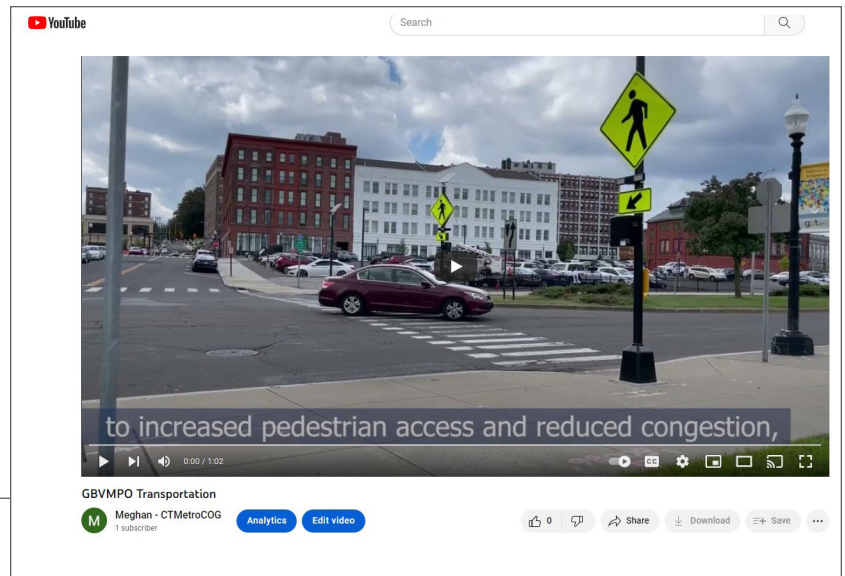 YouTube
Search
to increased pedestrian access and reduced congestion,
0:00 / 1:02
CC
GBVMPO Transportation
M
Meghan - CTMetroCOG
1 subscriber
Analytics
Edit video
0
Share
Download
Save